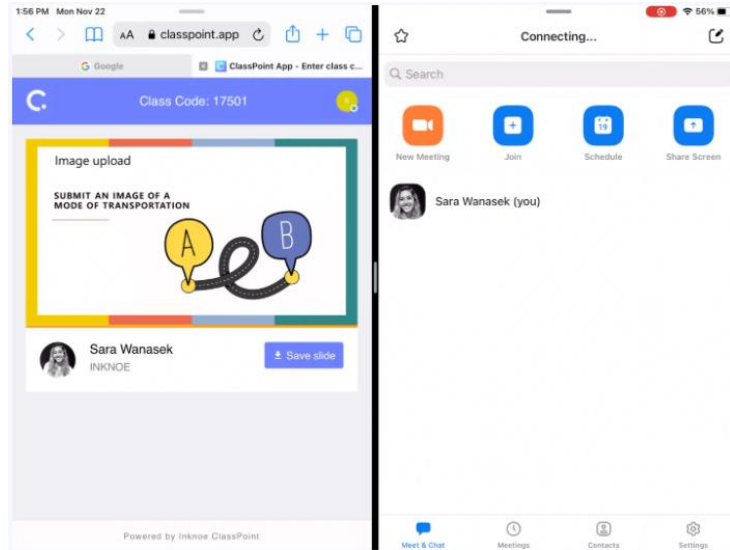 1:56 PM Mon Nov 22
56%
AA classpoint.app
Google
ClassPoint App - Enter class c...
C.
Class Code: 17501
Image upload
SUBMIT AN IMAGE OF A
MODE OF TRANSPORTATION
A
B
Sara Wanasek
INKNOE
Save slide
Powered by Inknoe ClassPoint
Connecting...
Search
19
New Meeting Join Schedule Share Screen
Sara Wanasek (you)
Meet & Chat Meetings Contacts Settings